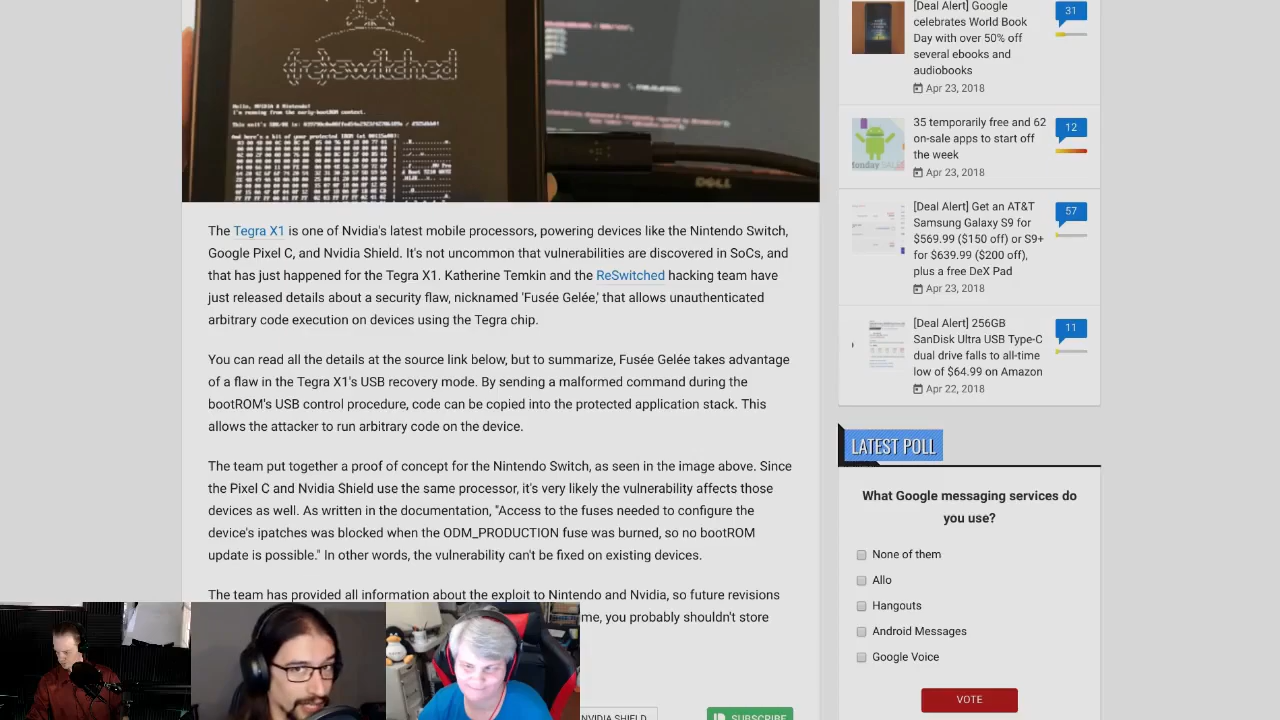 (re)switched
Hello, NVIDIA & Nintendo?
I'm running from the early-bootROM context.
DELL
The Tegra X1 is one of Nvidia's latest mobile processors, powering devices like the Nintendo Switch,
Google Pixel C, and Nvidia Shield. It's not uncommon that vulnerabilities are discovered in SoCs, and
that has just happened for the Tegra X1. Katherine Temkin and the ReSwitched hacking team have
just released details about a security flaw, nicknamed 'Fusée Gelée,' that allows unauthenticated
arbitrary code execution on devices using the Tegra chip.
You can read all the details at the source link below, but to summarize, Fusée Gelée takes advantage
of a flaw in the Tegra X1's USB recovery mode. By sending a malformed command during the
bootROM's USB control procedure, code can be copied into the protected application stack. This
allows the attacker to run arbitrary code on the device.
The team put together a proof of concept for the Nintendo Switch, as seen in the image above. Since
the Pixel C and Nvidia Shield use the same processor, it's very likely the vulnerability affects those
devices as well. As written in the documentation, "Access to the fuses needed to configure the
device's ipatches was blocked when the ODM_PRODUCTION fuse was burned, so no bootROM
update is possible." In other words, the vulnerability can't be fixed on existing devices.
The team has provided all information about the exploit to Nintendo and Nvidia, so future revisions
me, you probably shouldn't store
NVIDIA SHIELD
SUBSCRIBE
[Deal Alert] Google
celebrates World Book
Day with over 50% off
several ebooks and
audiobooks
Apr 23, 2018
31
35 temporarily free and 62
on-sale apps to start off
the week
Apr 23, 2018
12
[Deal Alert] Get an AT&T
Samsung Galaxy S9 for
$569.99 ($150 off) or S9+
for $639.99 ($200 off),
plus a free DeX Pad
Apr 23, 2018
57
[Deal Alert] 256GB
SanDisk Ultra USB Type-C
dual drive falls to all-time
low of $64.99 on Amazon
Apr 22, 2018
11
LATEST POLL
What Google messaging services do
you use?
None of them
Allo
Hangouts
Android Messages
Google Voice
VOTE